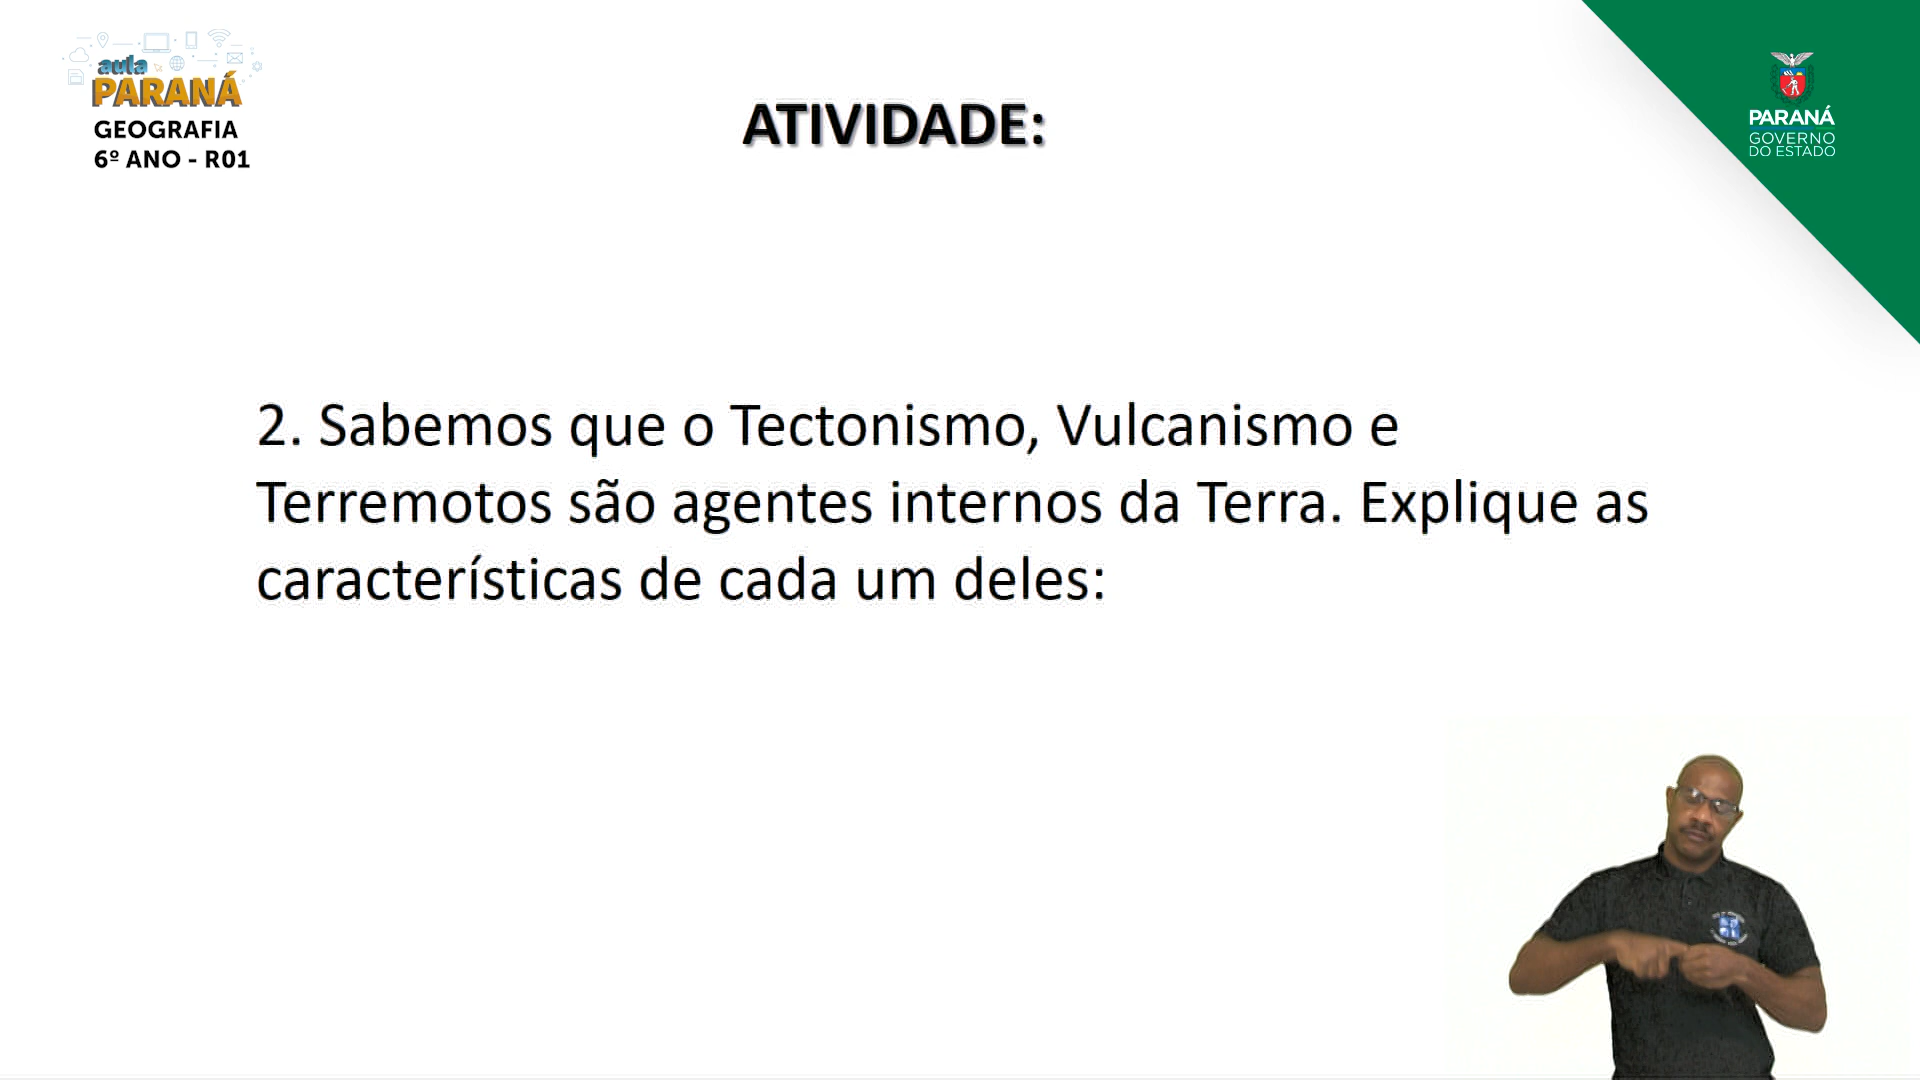 aula
PARANÁ
GEOGRAFIA
6º ANO - R01
ATIVIDADE:
PARANÁ
GOVERNO
DO ESTADO
2. Sabemos que o Tectonismo, Vulcanismo e
Terremotos são agentes internos da Terra. Explique as
características de cada um deles: